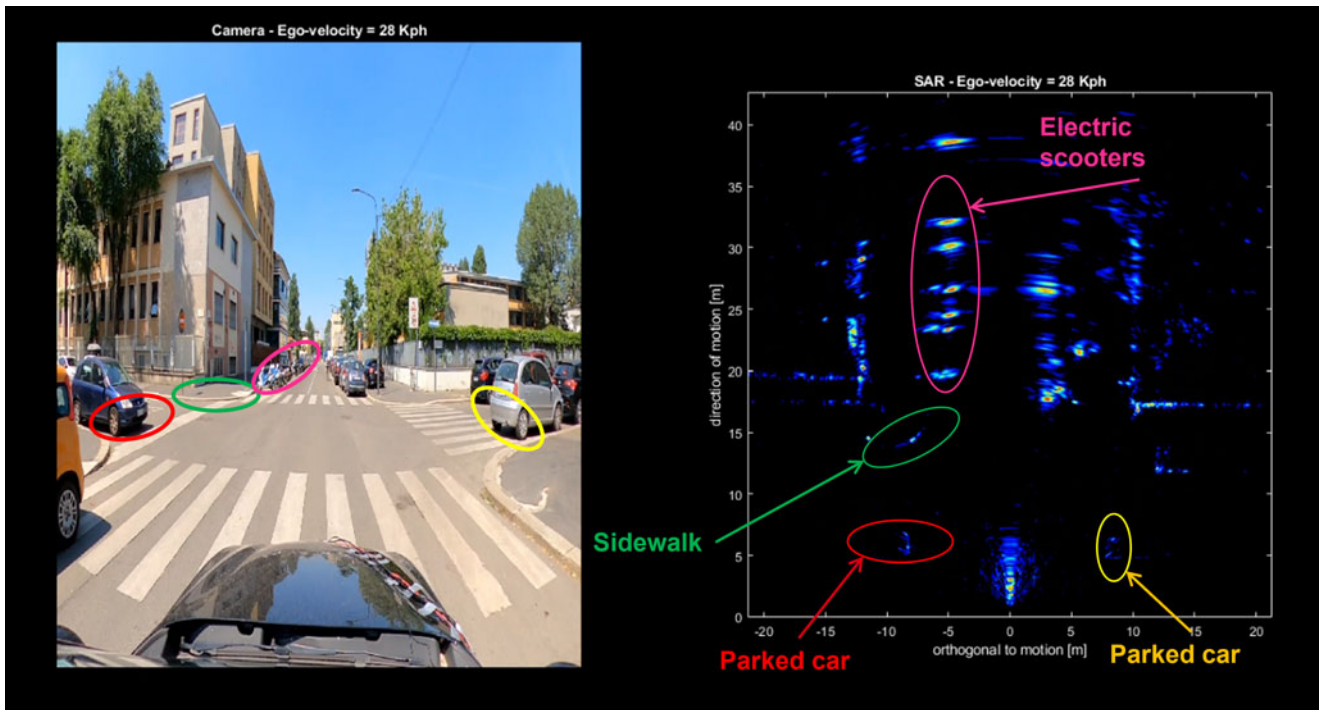 Camera - Ego-velocity = 28 Kph
SAR - Ego-velocity = 28 Kph
Electric
scooters
40
35
30
25
20
15
10
5
0
direction of motion [m]
Sidewalk
-20 -15 -10 -5 0 5 10 15 20
orthogonal to motion [m]
Parked car
Parked car